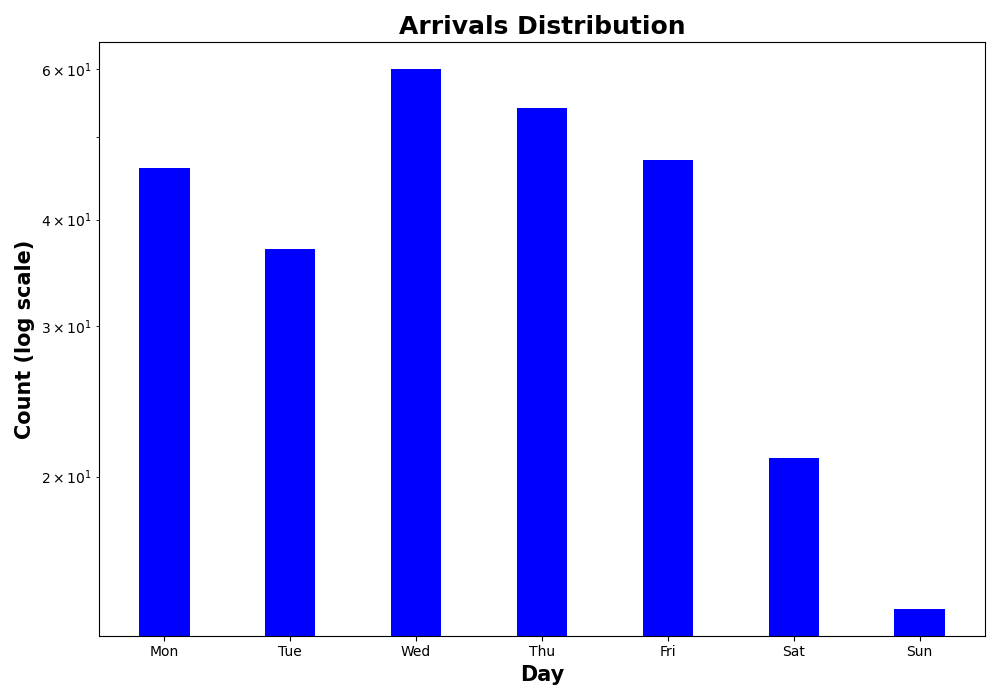 Arrivals Distribution
6 × 10¹
4 × 10¹
3 × 10¹
2 × 10¹
Count (log scale)
Mon Tue Wed Thu Fri Sat Sun
Day